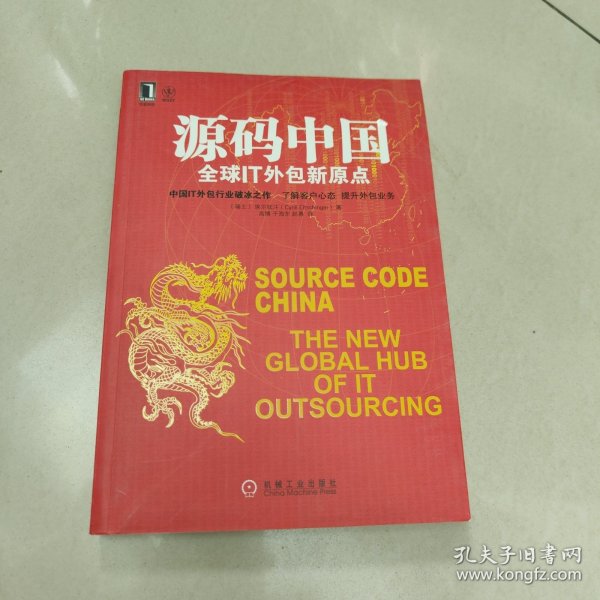 源码中国
全球IT外包新原点
中国IT外包行业破冰之作 了解客户心态 提升外包业务
SOURCE CODE
CHINA
THE NEW
GLOBAL HUB
OF IT
OUTSOURCING
机械工业出版社
China Machine Press
孔夫子旧书网
www.kongfz.com